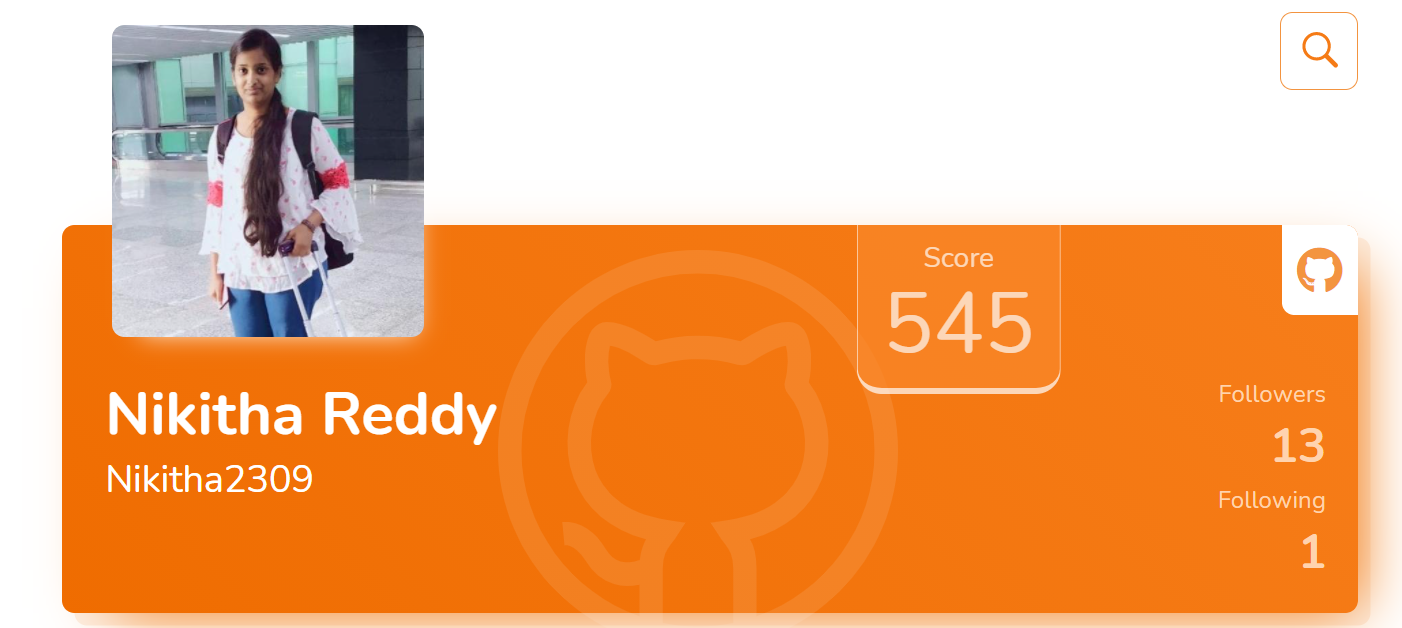 Score
545
Nikitha Reddy
Nikitha2309
Followers
13
Following
1